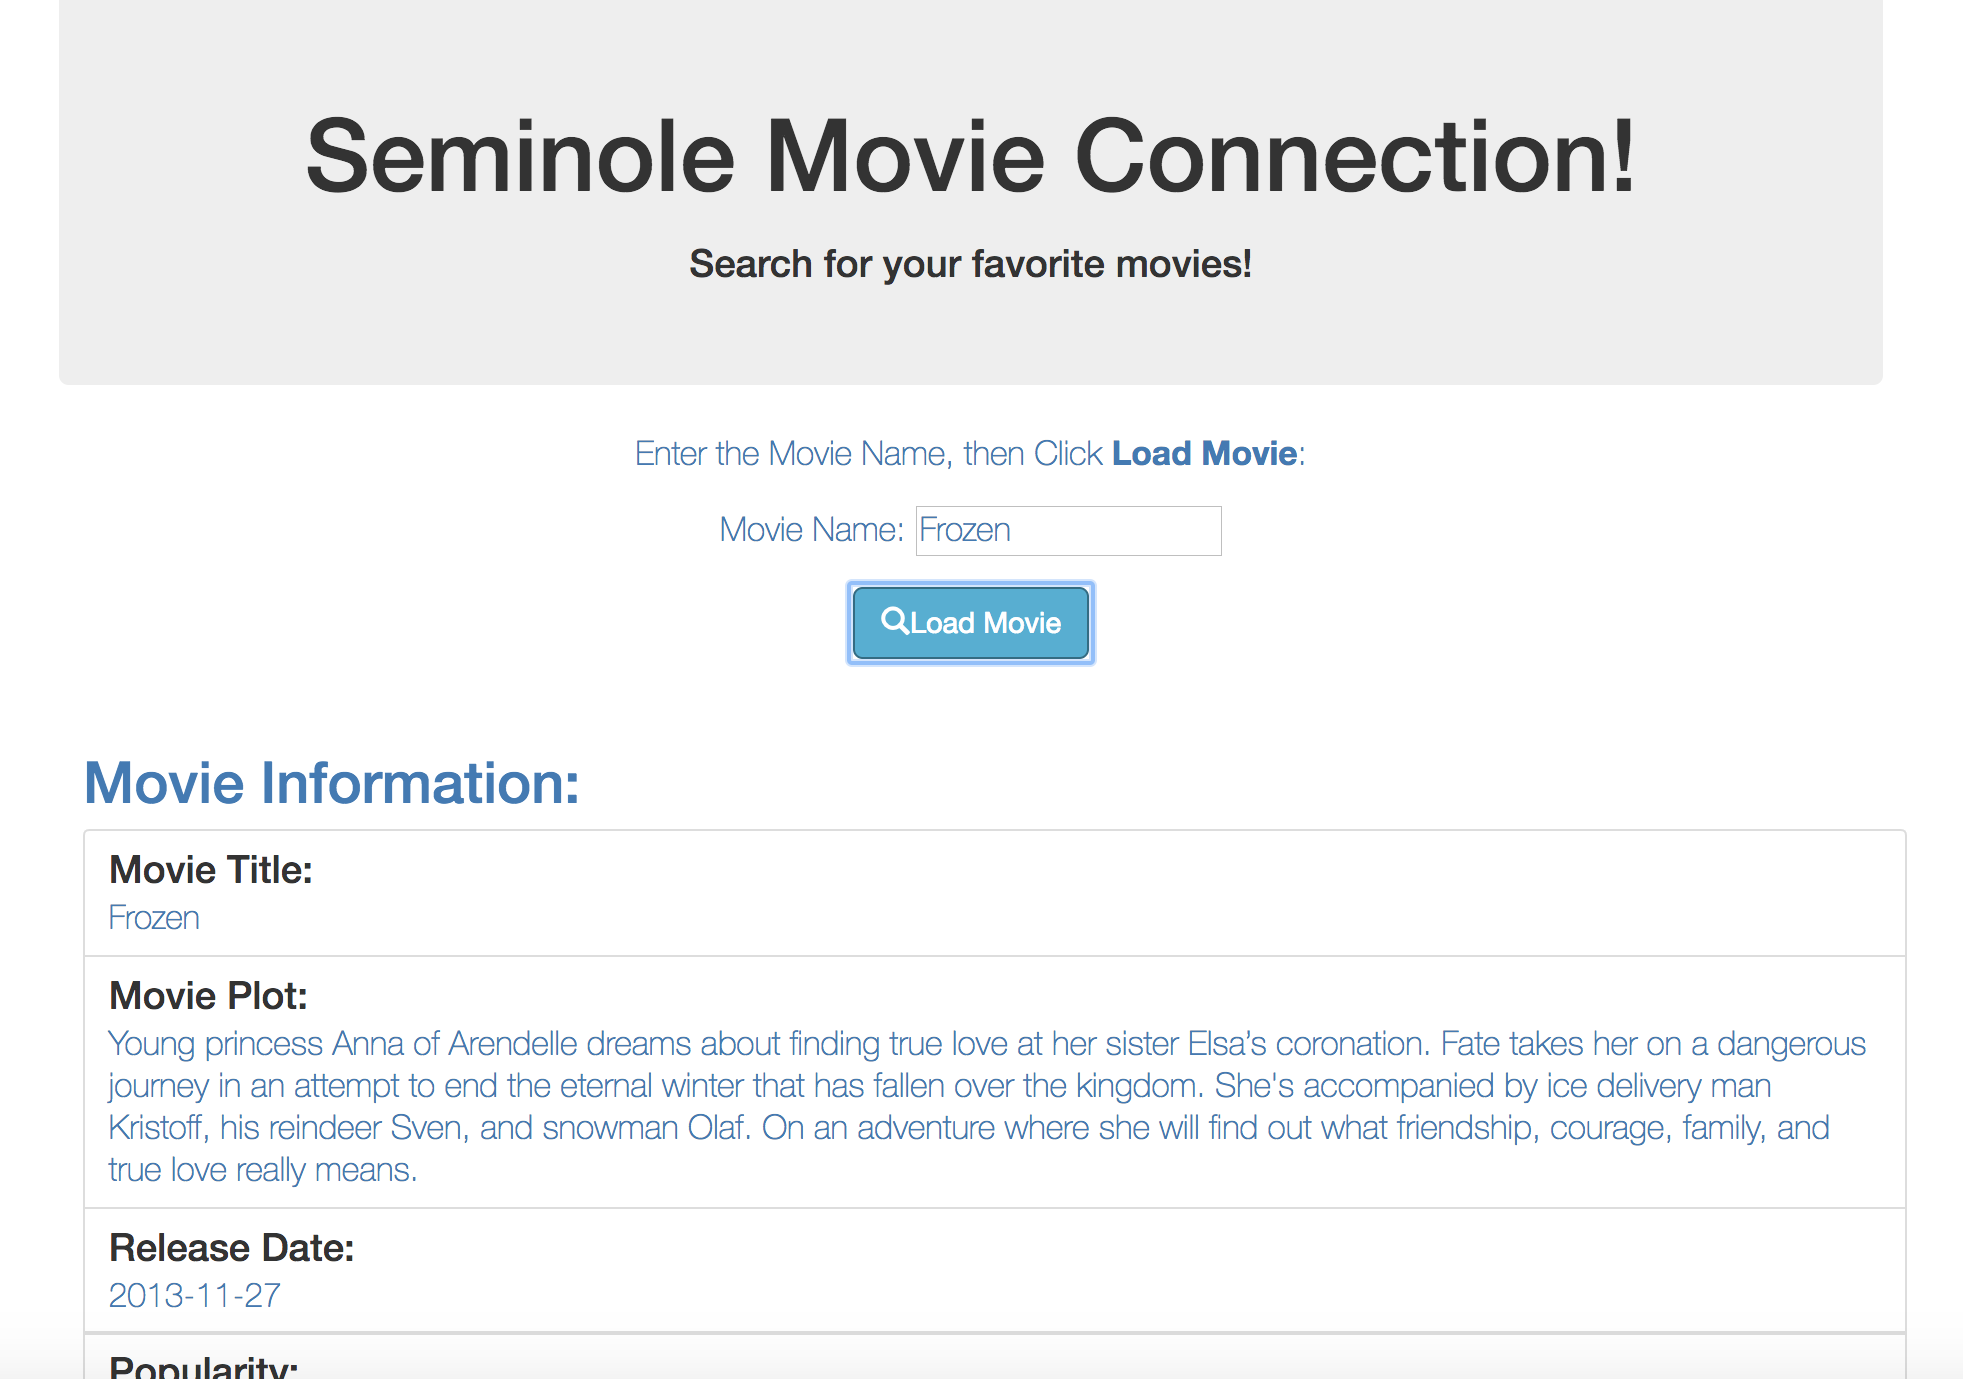 Seminole Movie Connection!
Search for your favorite movies!
Enter the Movie Name, then Click Load Movie:
Movie Name: Frozen
Load Movie
Movie Information:
Movie Title:
Frozen
Movie Plot:
Young princess Anna of Arendelle dreams about finding true love at her sister Elsa’s coronation. Fate takes her on a dangerous
journey in an attempt to end the eternal winter that has fallen over the kingdom. She's accompanied by ice delivery man
Kristoff, his reindeer Sven, and snowman Olaf. On an adventure where she will find out what friendship, courage, family, and
true love really means.
Release Date:
2013-11-27
Popularity: